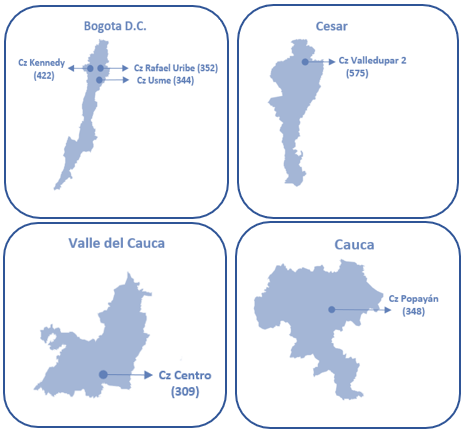 Bogota D.C.
Cz Kennedy
(422)
Cz Rafael Uribe (352)
Cz Usme (344)
Cesar
Cz Valledupar 2
(575)
Valle del Cauca
Cz Centro
(309)
Cauca
Cz Popayán
(348)